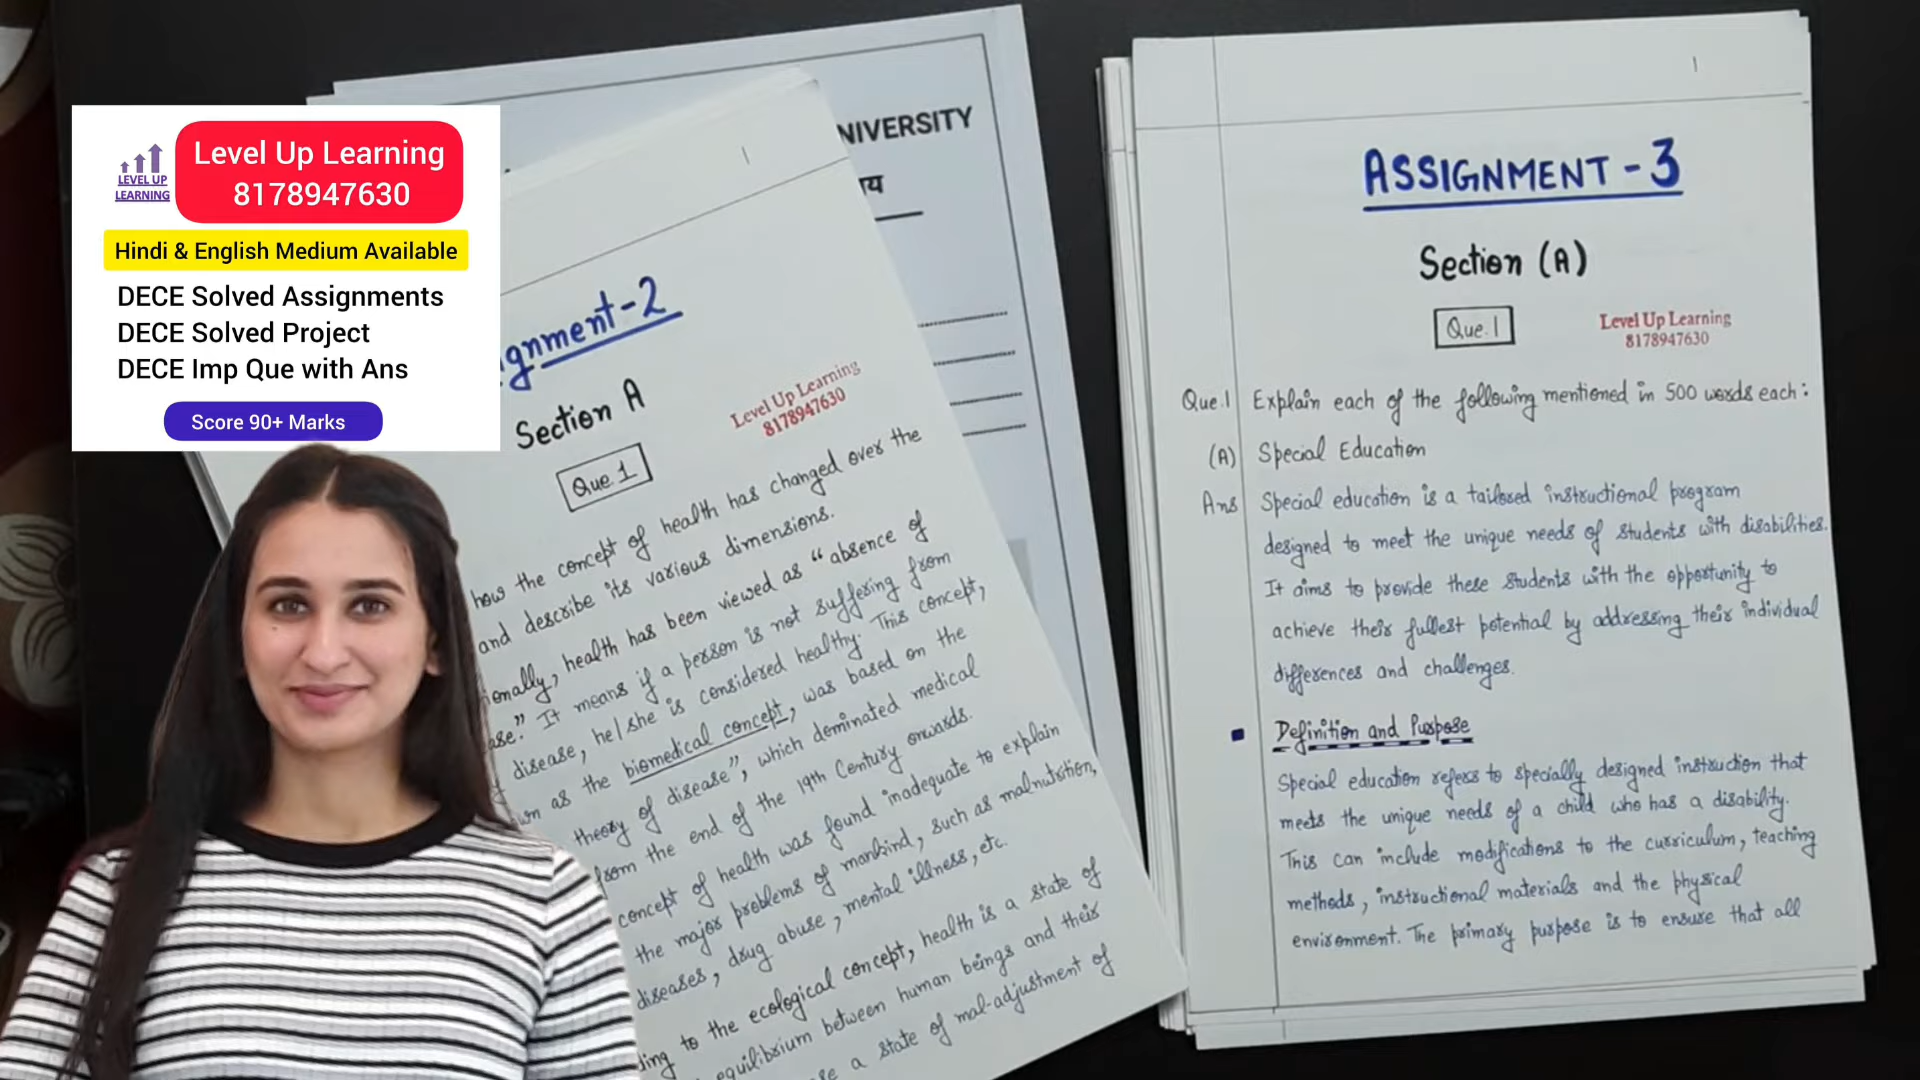 LEVEL UP
LEARNING
Level Up Learning
8178947630
Hindi & English Medium Available
DECE Solved Assignments
DECE Solved Project
DECE Imp Que with Ans
Score 90+ Marks
NIVERSITY
1
gnment-2
Section A
Level Up Learning
8178947630
Que. 1
how the concept of health has changed over the
and describe its various dimensions.
ionally, health has been viewed as "absence of
ase." It means if a person is not suffering from
disease, he/she is considered healthy. This concept,
wn as the biomedical concept, was based on the
theory of disease", which dominated medical
from the end of the 19th Century onwards.
concept of health was found inadequate to explain
the major problems of mankind, such as malnutrition,
diseases, drug abuse, mental illness, etc.
ding to the ecological concept, health is a state of
equilibrium between human beings and their
a state of mal-adjustment of
1
ASSIGNMENT - 3
Section (A)
Que. 1
Level Up Learning
8178947630
Que.1 Explain each of the following mentioned in 500 words each:
(A) Special Education
Ans Special education is a tailored instructional program
designed to meet the unique needs of students with disabilities.
It aims to provide these students with the opportunity to
achieve their fullest potential by addressing their individual
differences and challenges.
Definition and Purpose
Special education refers to specially designed instruction that
meets the unique needs of a child who has a disability.
This can include modifications to the curriculum, teaching
methods, instructional materials and the physical
environment. The primary purpose is to ensure that all